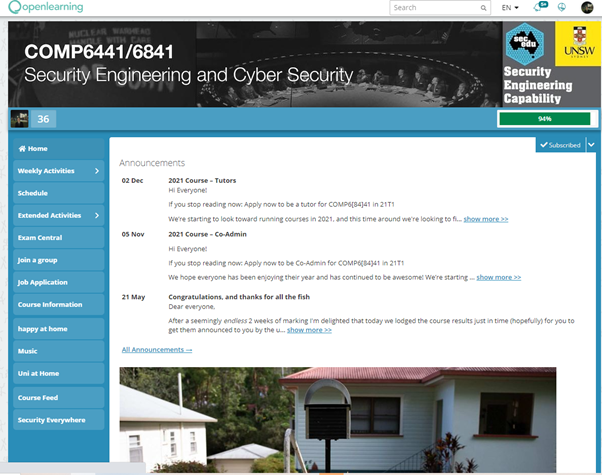 openlearning
Search
EN
COMP6441/6841
Security Engineering and Cyber Security
sec
edu
UNSW
SYDNEY
Security
Engineering
Capability
36
94%
Home
Weekly Activities
Schedule
Extended Activities
Exam Central
Join a group
Job Application
Course Information
happy at home
Music
Uni at Home
Course Feed
Security Everywhere
Subscribed
Announcements
02 Dec 2021 Course – Tutors
Hi Everyone!
If you stop reading now: Apply now to be a tutor for COMP6[84]41 in 21T1
We're starting to look toward running courses in 2021, and this time around we're looking to fi... show more >>
05 Nov 2021 Course – Co-Admin
Hi Everyone!
If you stop reading now: Apply now to be Co-Admin for COMP6[84]41 in 21T1
We hope everyone has been enjoying their year and has continued to be awesome! We're starting ... show more >>
21 May Congratulations, and thanks for all the fish
Dear everyone,
After a seemingly endless 2 weeks of marking I'm delighted that today we lodged the course results just in time (hopefully) for you to
get them announced to you by the u... show more >>
All Announcements →